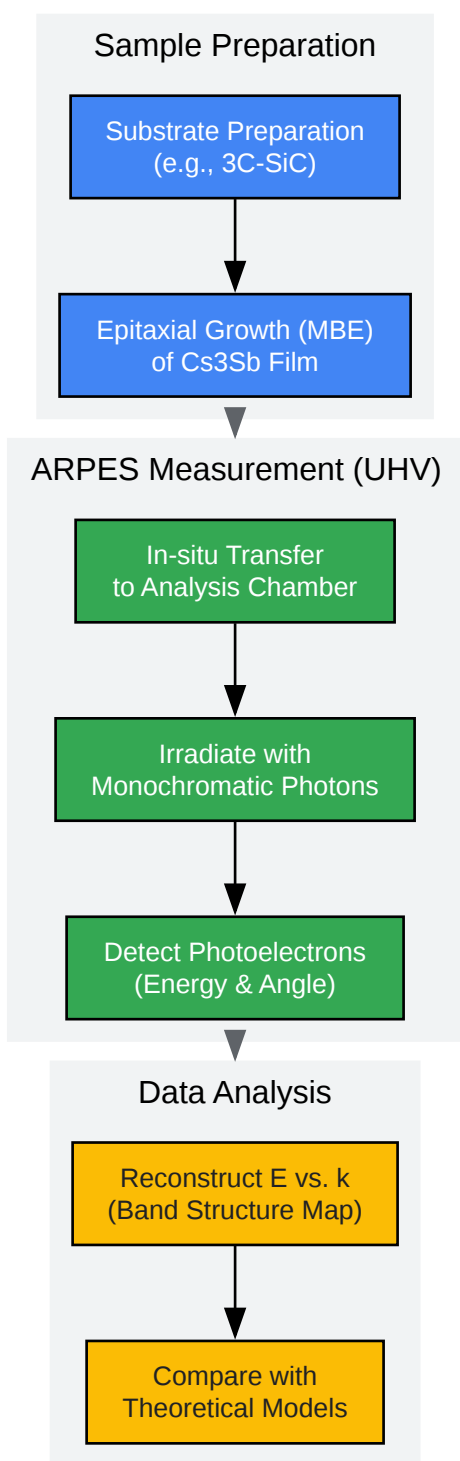 Sample Preparation
Substrate Preparation
(e.g., 3C-SiC)
Epitaxial Growth (MBE)
of Cs3Sb Film
ARPES Measurement (UHV)
In-situ Transfer
to Analysis Chamber
Irradiate with
Monochromatic Photons
Detect Photoelectrons
(Energy & Angle)
Data Analysis
Reconstruct E vs. k
(Band Structure Map)
Compare with
Theoretical Models